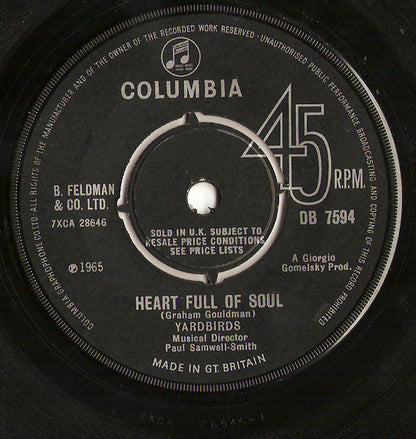 COLUMBIA GRAPHOPHONE CO. LTD. ALL RIGHTS OF THE MANUFACTURER AND OF THE OWNER OF THE RECORDED WORK RESERVED · UNAUTHORISED PUBLIC PERFORMANCE BROADCASTING AND COPYING OF THIS RECORD PROHIBITED
COLUMBIA
45
R.P.M.
B. FELDMAN
& CO. LTD.
7XCA 28646
DB 7594
SOLD IN U.K. SUBJECT TO
RESALE PRICE CONDITIONS
SEE PRICE LISTS
℗1965
A Giorgio
Gomelsky Prod.
HEART FULL OF SOUL
(Graham Gouldman)
YARDBIRDS
Musical Director
Paul Samwell-Smith
MADE IN GT. BRITAIN